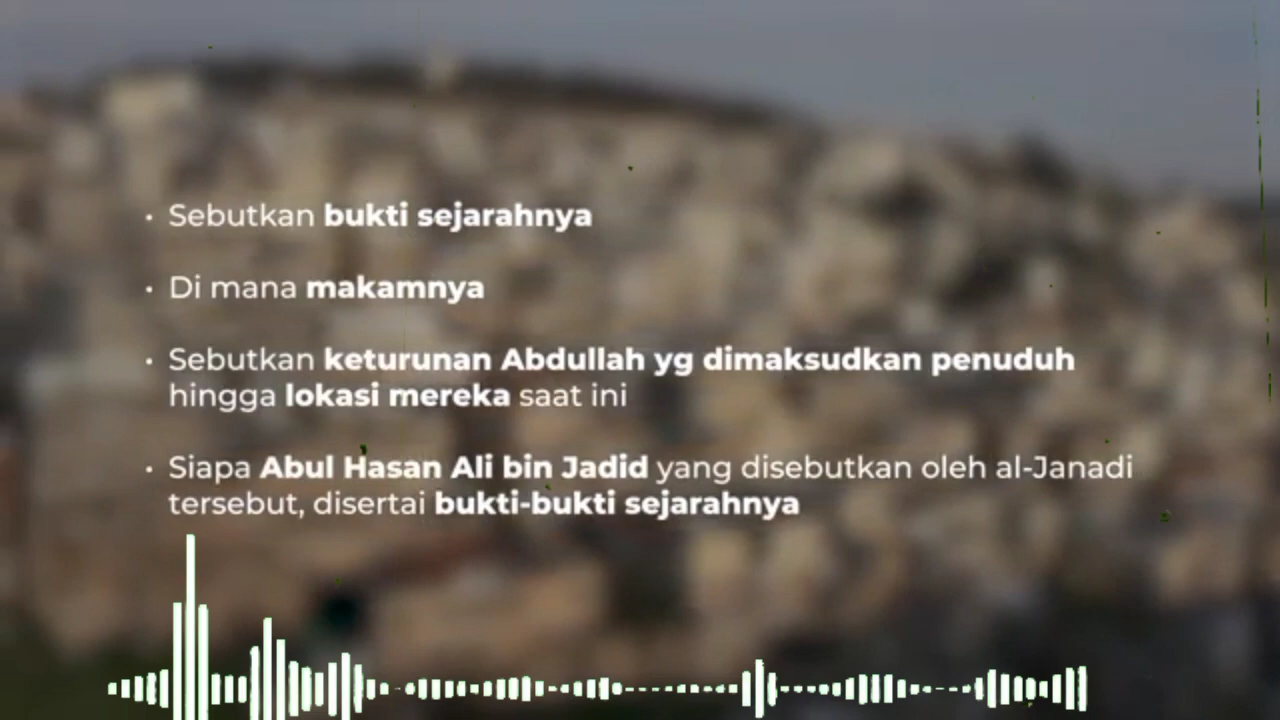 • Sebutkan bukti sejarahnya
• Di mana makamnya
• Sebutkan keturunan Abdullah yg dimaksudkan penuduh
hingga lokasi mereka saat ini
• Siapa Abul Hasan Ali bin Jadid yang disebutkan oleh al-Janadi
tersebut, disertai bukti-bukti sejarahnya